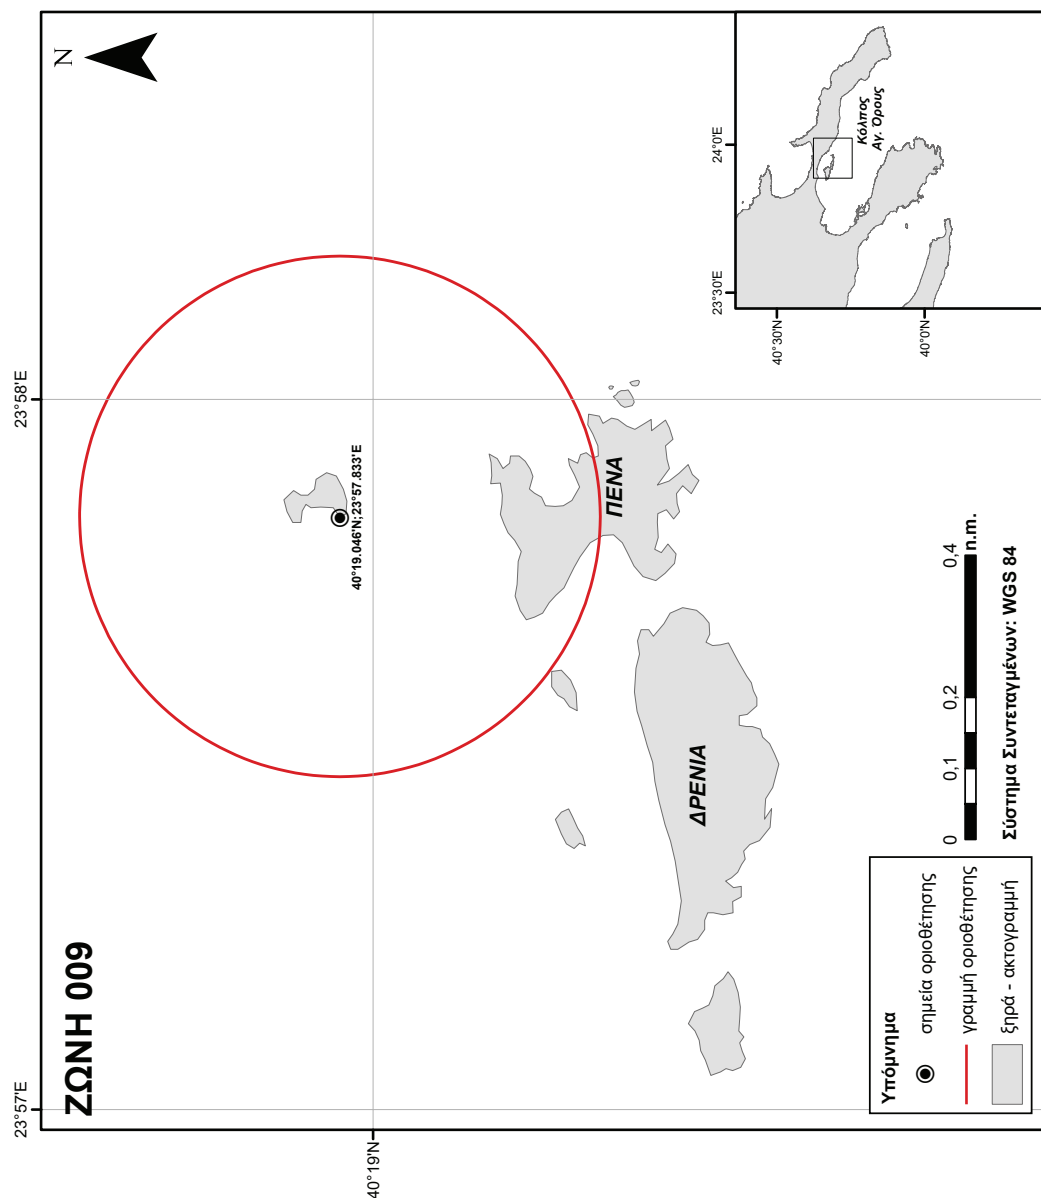 ΖΩΝΗ 009
N
23°57'E
23°58'E
40°19'N
40°19.046'N;23°57.833'E
ΠΕΝΑ
ΔΡΕΝΙΑ
0
0,1
0,2
0,4
n.m.
Σύστημα Συντεταγμένων: WGS 84
Υπόμνημα
σημεία οριοθέτησης
γραμμή οριοθέτησης
ξηρά - ακτογραμμή
23°30'E
24°0'E
40°30'N
40°0'N
Κόλπος
Αγ. Όρους